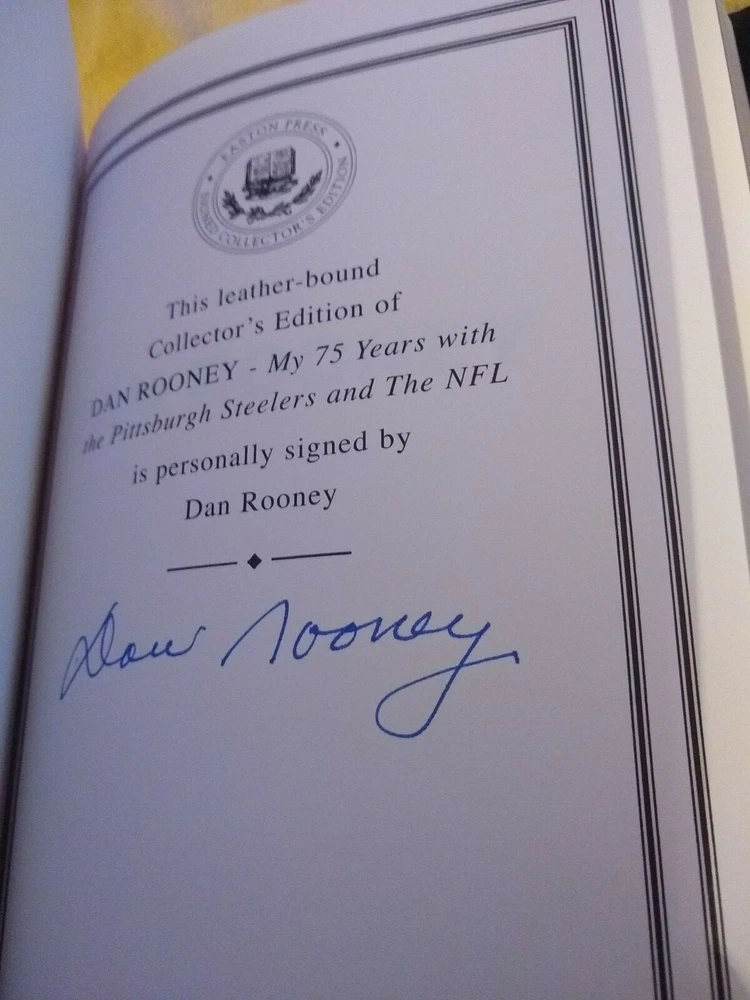 EASTON PRESS
SIGNED COLLECTOR'S EDITION
This leather-bound
Collector's Edition of
DAN ROONEY - My 75 Years with
the Pittsburgh Steelers and The NFL
is personally signed by
Dan Rooney
Dan Rooney